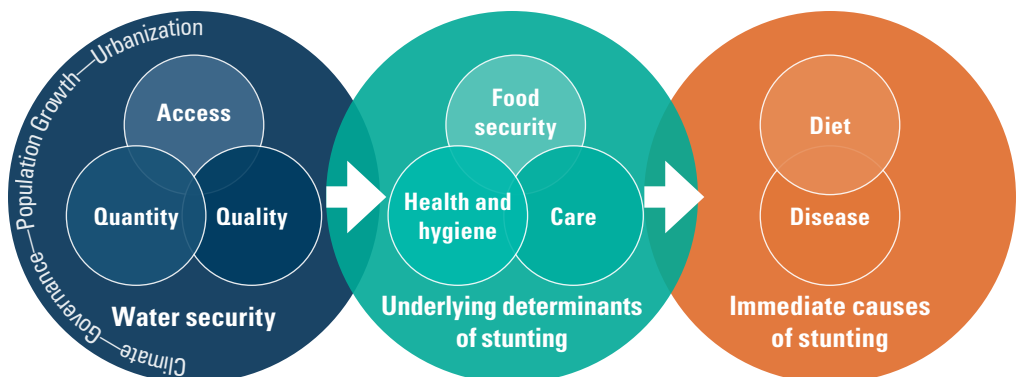 Climate—Governance—Population Growth—Urbanization
Access
Quantity
Quality
Water security
Food
security
Health and
hygiene
Care
Underlying determinants
of stunting
Diet
Disease
Immediate causes
of stunting